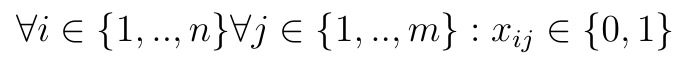 ∀i ∈ {1, .., n}∀j ∈ {1, .., m} : x_{ij} ∈ {0, 1}